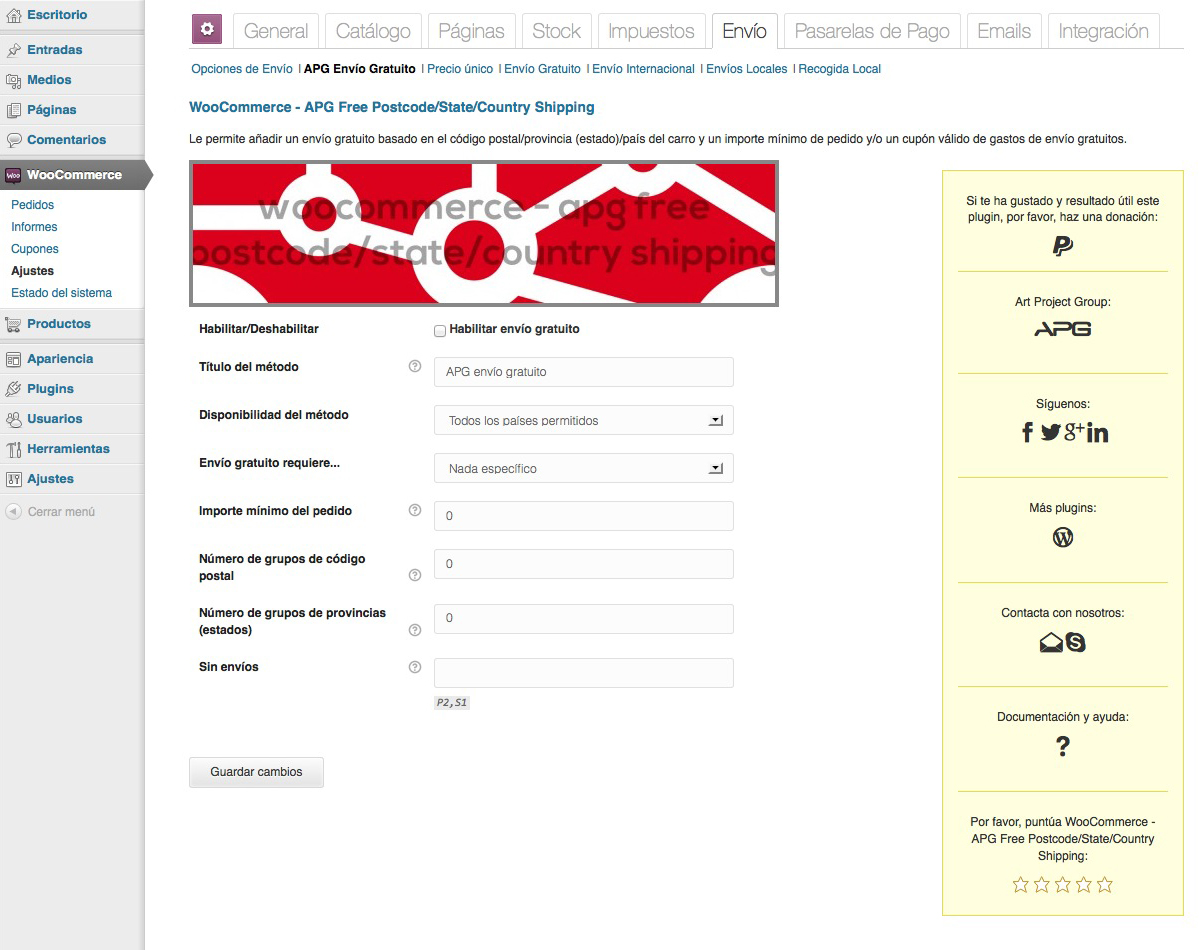 Escritorio
Entradas
Medios
Páginas
Comentarios
WooCommerce
Pedidos
Informes
Cupones
Ajustes
Estado del sistema
Productos
Apariencia
Plugins
Usuarios
Herramientas
Ajustes
Cerrar menú
General Catálogo Páginas Stock Impuestos Envío Pasarelas de Pago Emails Integración
Opciones de Envío | APG Envío Gratuito | Precio único | Envío Gratuito | Envío Internacional | Envíos Locales | Recogida Local
WooCommerce - APG Free Postcode/State/Country Shipping
Le permite añadir un envío gratuito basado en el código postal/provincia (estado)/país del carro y un importe mínimo de pedido y/o un cupón válido de gastos de envío gratuitos.
woocommerce - apg free
postcode/state/country shipping
Habilitar/Deshabilitar Habilitar envío gratuito
Título del método ? APG envío gratuito
Disponibilidad del método Todos los países permitidos
Envío gratuito requiere... Nada específico
Importe mínimo del pedido ? 0
Número de grupos de código
postal ? 0
Número de grupos de provincias
(estados) ? 0
Sin envíos ?
P2,S1
Guardar cambios
Si te ha gustado y resultado útil este
plugin, por favor, haz una donación:
Art Project Group:
APG
Síguenos:
Más plugins:
Contacta con nosotros:
Documentación y ayuda:
?
Por favor, puntúa WooCommerce -
APG Free Postcode/State/Country
Shipping: